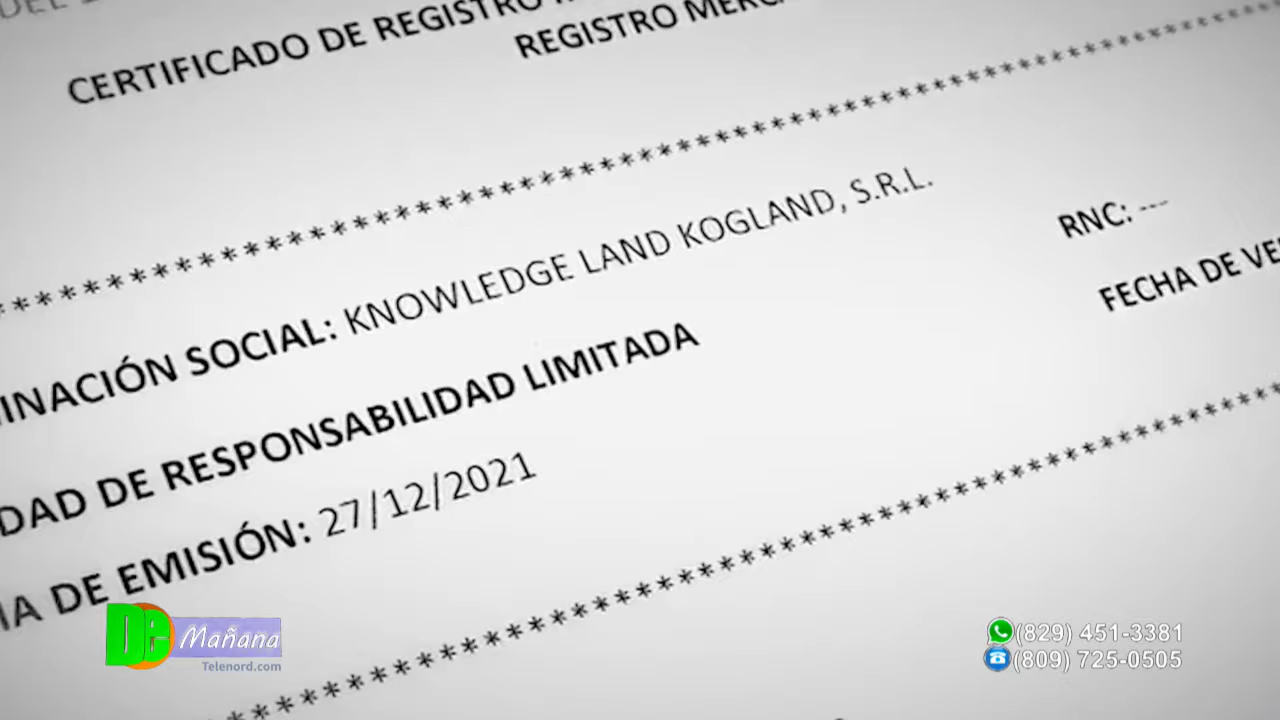 CERTIFICADO DE REGISTRO
REGISTRO
***********************************************
INACIÓN SOCIAL: KNOWLEDGE LAND KOGLAND, S.R.L.
RNC: ---
DAD DE RESPONSABILIDAD LIMITADA
FECHA DE VE
A DE EMISIÓN: 27/12/2021
***********************************************
De Mañana
Telenord.com
(829) 451-3381
(809) 725-0505